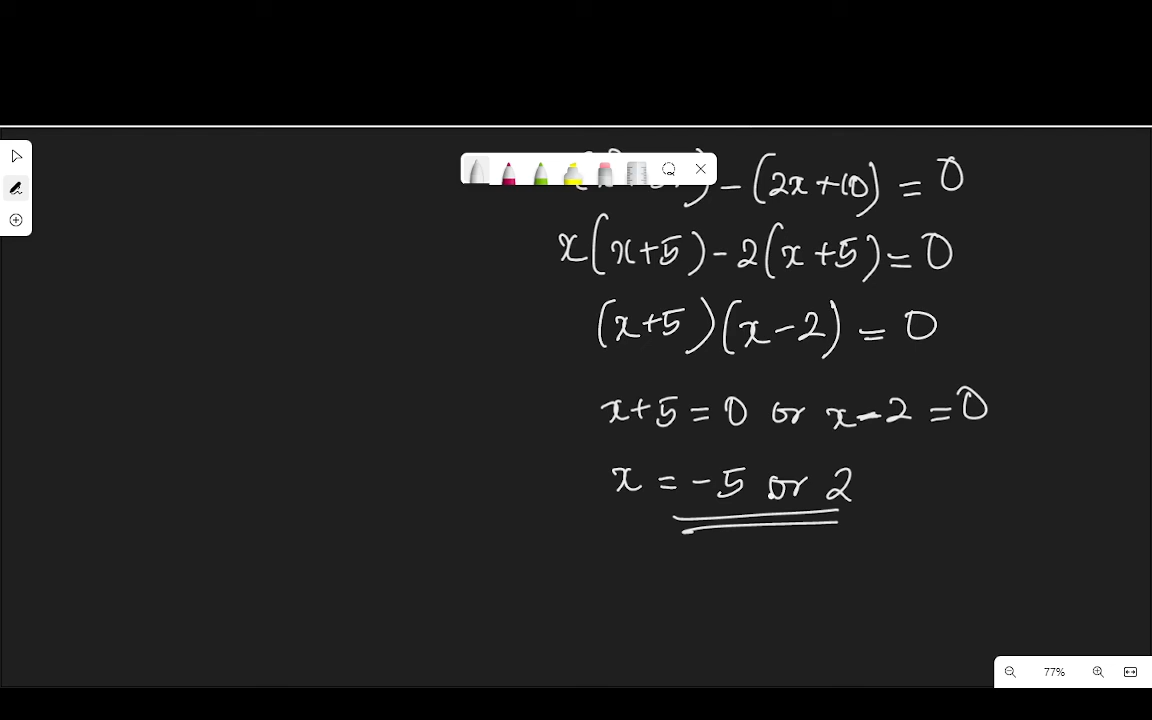 - (2x+10) = 0
x(x+5) - 2(x+5) = 0
(x+5)(x-2) = 0
x+5 = 0 or x-2 = 0
x = -5 or 2
77%